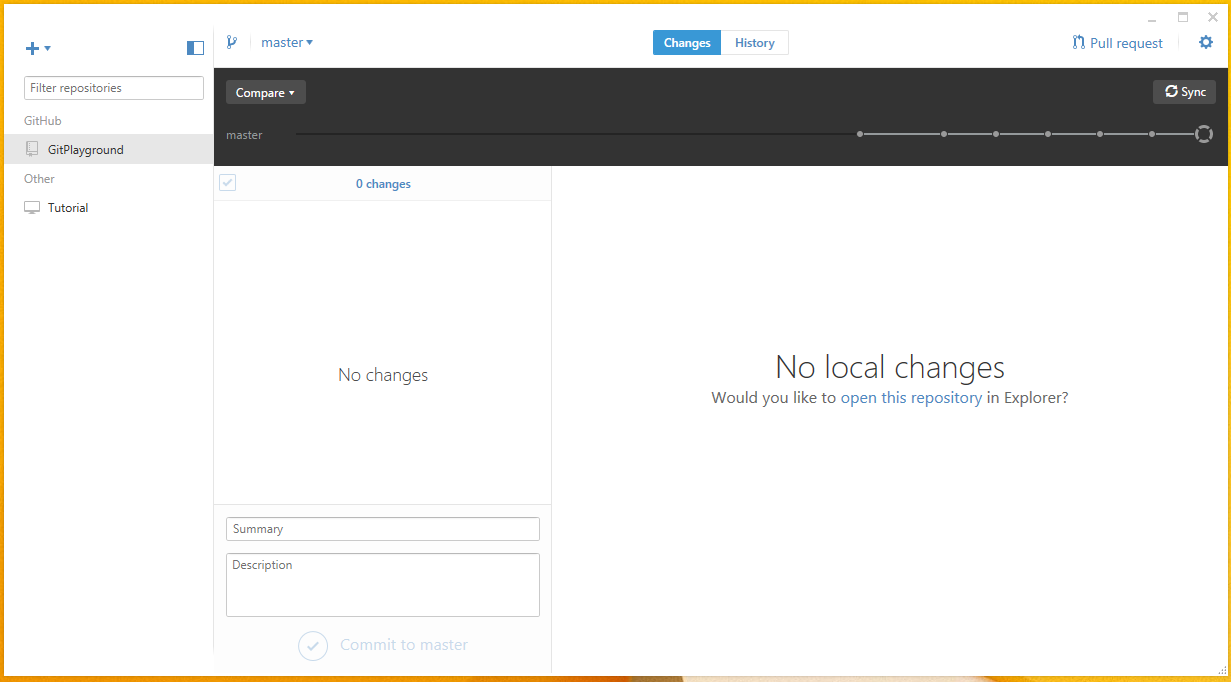 master
Changes
History
Pull request
Filter repositories
GitHub
GitPlayground
Other
Tutorial
Compare
Sync
master
0 changes
No changes
No local changes
Would you like to open this repository in Explorer?
Summary
Description
Commit to master